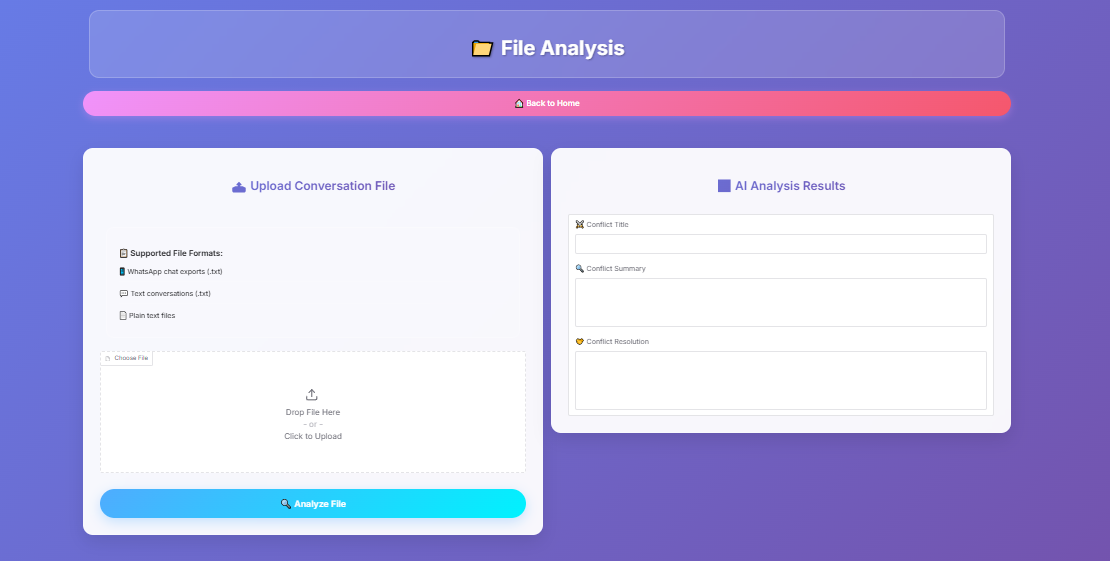 File Analysis
Back to Home
Upload Conversation File
Supported File Formats:
WhatsApp chat exports (.txt)
Text conversations (.txt)
Plain text files
Choose File
Drop File Here
- or -
Click to Upload
Analyze File
AI Analysis Results
Conflict Title
Conflict Summary
Conflict Resolution